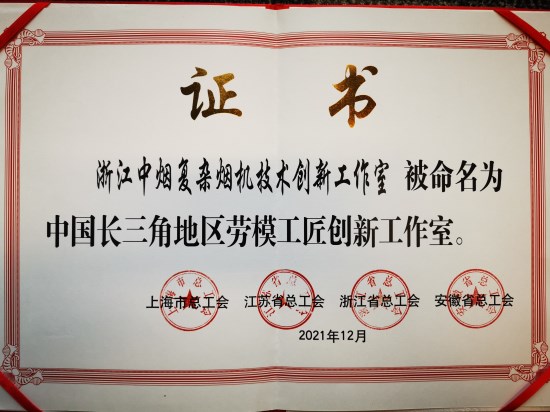 证 书
浙江中烟复杂烟机技术创新工作室 被命名为
中国长三角地区劳模工匠创新工作室。
上海市总工会 江苏省总工会 浙江省总工会 安徽省总工会
2021年12月